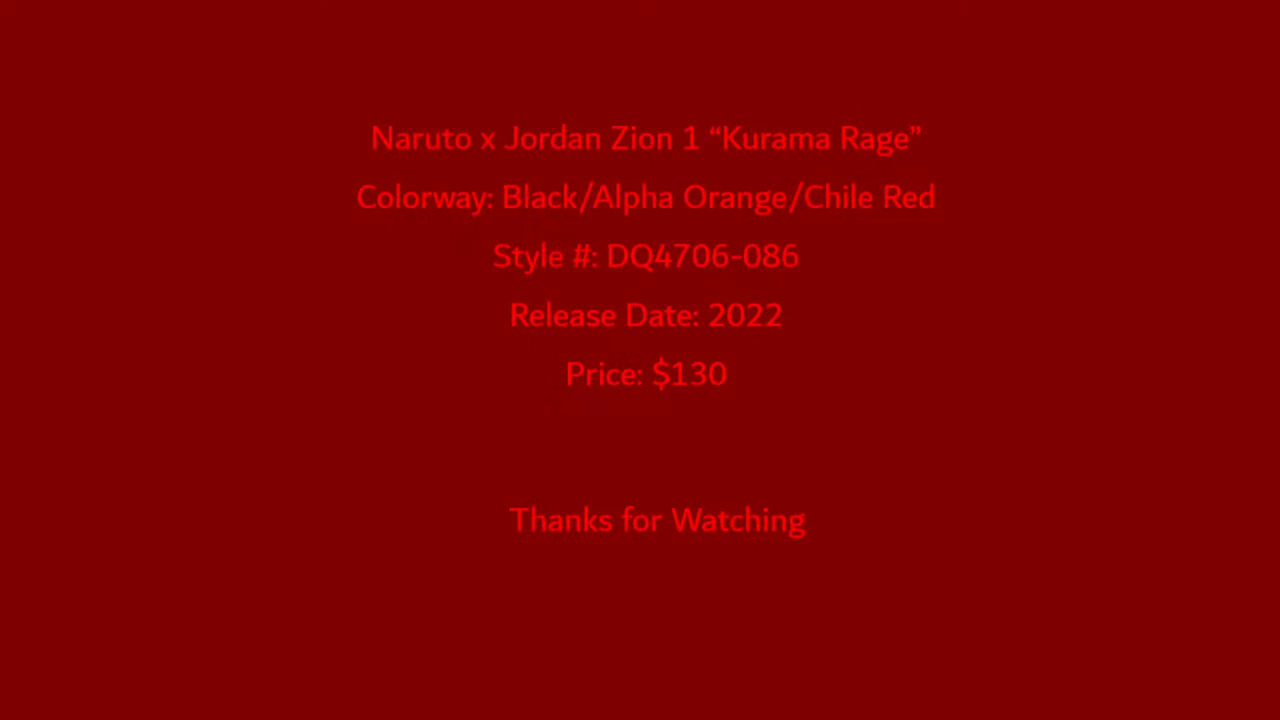 Naruto x Jordan Zion 1 “Kurama Rage”
Colorway: Black/Alpha Orange/Chile Red
Style #: DQ4706-086
Release Date: 2022
Price: $130
Thanks for Watching